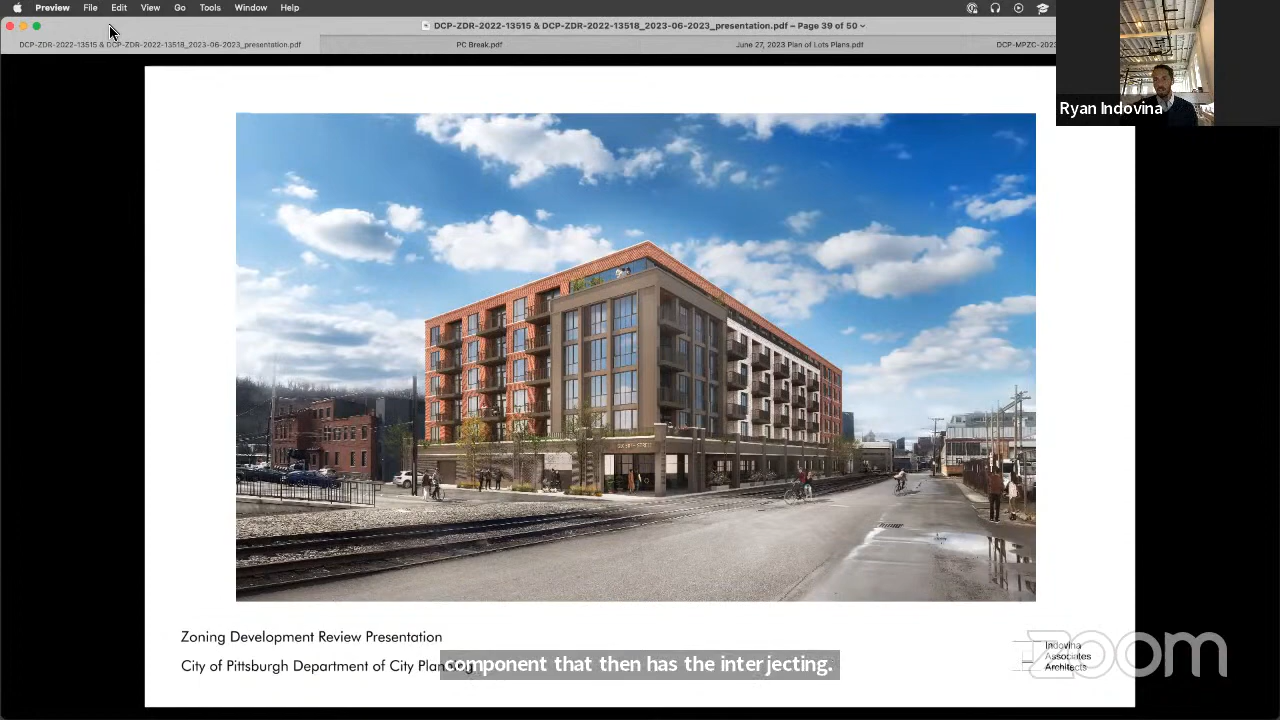 Preview File Edit View Go Tools Window Help
DCP-ZDR-2022-13515 & DCP-ZDR-2022-13518_2023-06-2023_presentation.pdf – Page 39 of 50
DCP-ZDR-2022-13515 & DCP-ZDR-2022-13518_2023-06-2023_presentation.pdf
PC Break.pdf
June 27, 2023 Plan of Lots Plans.pdf
DCP-MPZC-2023
Ryan Indovina
Zoning Development Review Presentation
City of Pittsburgh Department of City Planning
component that then has the interjecting.
Indovina
Associates
Architects
zoom